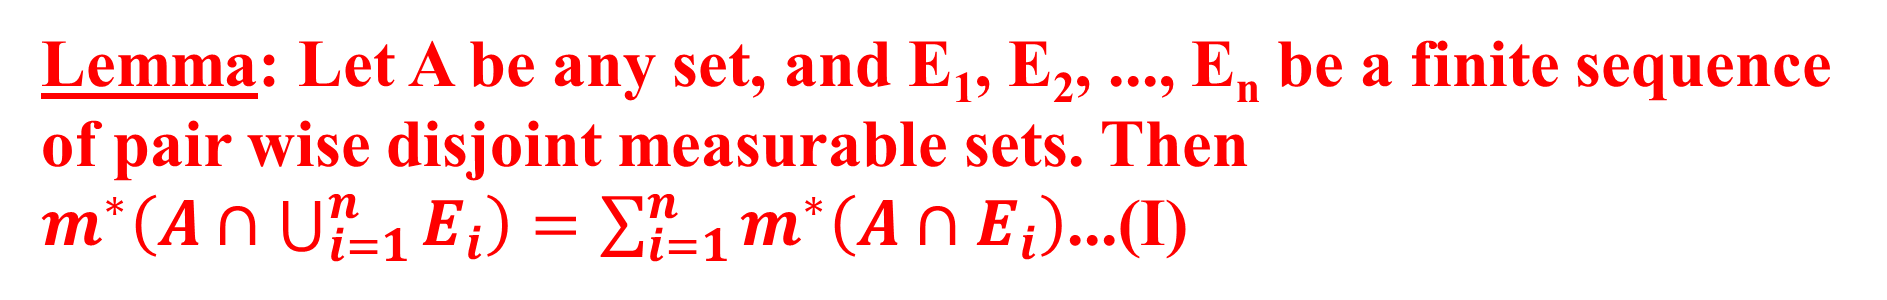 Lemma: Let A be any set, and E₁, E₂, ..., Eₙ be a finite sequence
of pair wise disjoint measurable sets. Then
𝒎*(𝑨 ∩ ⋃ⁿᵢ₌₁ 𝑬ᵢ) = ∑ⁿᵢ₌₁ 𝒎*(𝑨 ∩ 𝑬ᵢ)...(I)